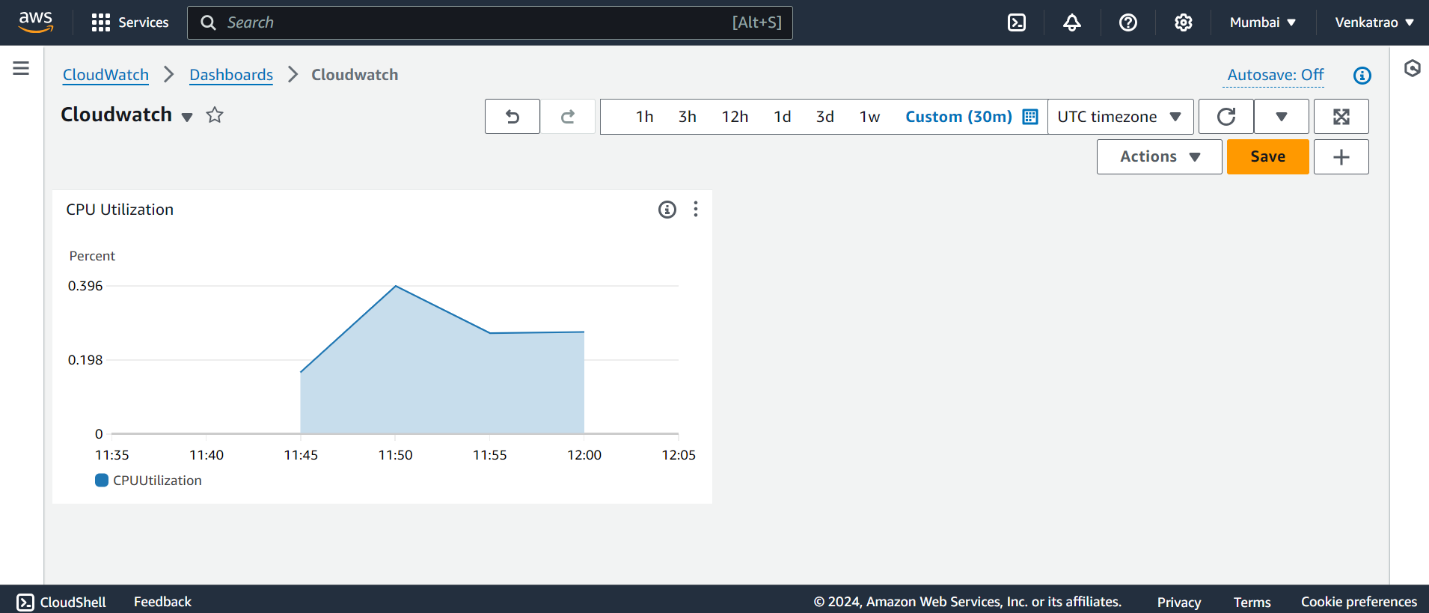 aws Services Search [Alt+S] Mumbai Venkatrao
CloudWatch Dashboards Cloudwatch Autosave: Off
Cloudwatch 1h 3h 12h 1d 3d 1w Custom (30m) UTC timezone
Actions Save
CPU Utilization
Percent
0.396
0.198
0
11:35 11:40 11:45 11:50 11:55 12:00 12:05
CPUUtilization
CloudShell Feedback © 2024, Amazon Web Services, Inc. or its affiliates. Privacy Terms Cookie preferences